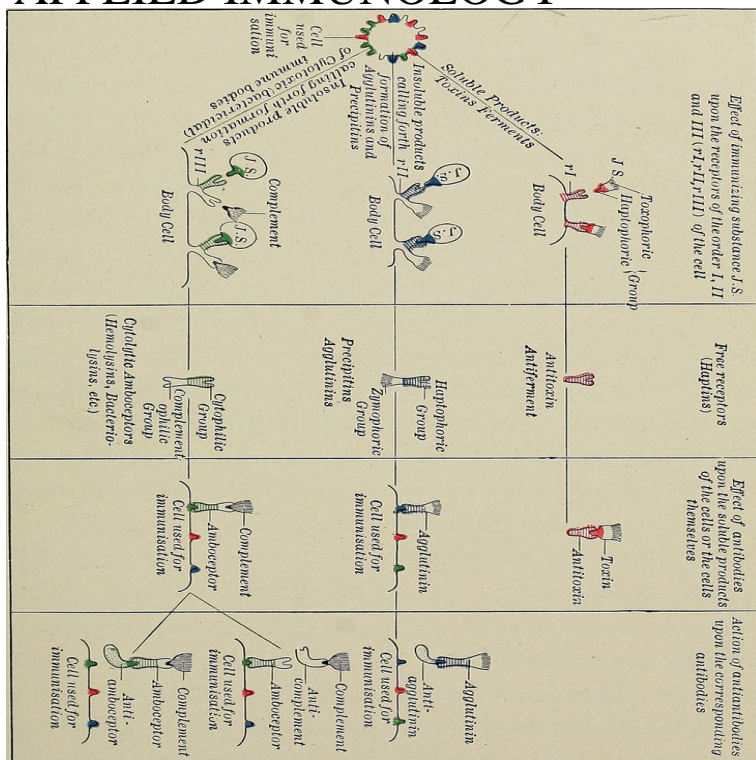 APPLIED IMMUNOLOGY
Effect of immunizing substance J.S.
upon the receptors of the order I, II
and III (rI, rII, rIII) of the cell
Free receptors
(Haptins)
Effect of antibodies
upon the soluble products
of the cells or the cells
themselves
Action of antiantibodies
upon the corresponding
antibodies
Cell
used
for
immuni
sation
Soluble Products:
Toxins Ferments
J.S.
Toxophoric
Haptophoric
Group
rI
Body Cell
Antitoxin
Antiferment
Toxin
Antitoxin
Insoluble products
calling forth
formation of
Agglutinins and
Precipitins
rII
J.S.
J.S.
Body Cell
Haptophoric
Group
Zymophoric
Group
Precipitins
Agglutinins
Agglutinin
Cell used for
immunisation
Agglutinin
Anti-
agglutinin
Cell used for
immunisation
Insoluble products
calling forth formation
of Cytotoxic (bactericidal)
immune bodies
rIII
J.S.
J.S.
Complement
Body Cell
Cytophilic
Group
Complement
ophilic
Group
Cytolytic Amboceptors
(Hemolysins, Bacterio-
lysins, etc.)
Complement
Amboceptor
Cell used for
immunisation
Complement
Anti-
complement
Amboceptor
Cell used for
immunisation
Complement
Amboceptor
Anti-
amboceptor
Cell used for
immunisation